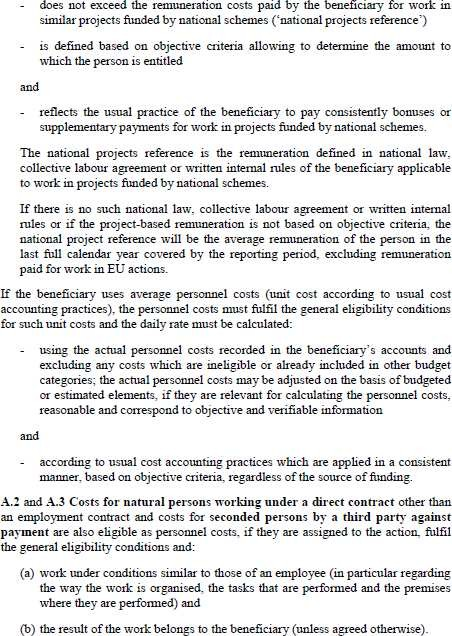 - does not exceed the remuneration costs paid by the beneficiary for work in
similar projects funded by national schemes (‘national projects reference’)
- is defined based on objective criteria allowing to determine the amount to
which the person is entitled
and
- reflects the usual practice of the beneficiary to pay consistently bonuses or
supplementary payments for work in projects funded by national schemes.
The national projects reference is the remuneration defined in national law,
collective labour agreement or written internal rules of the beneficiary applicable
to work in projects funded by national schemes.
If there is no such national law, collective labour agreement or written internal
rules or if the project-based remuneration is not based on objective criteria, the
national project reference will be the average remuneration of the person in the
last full calendar year covered by the reporting period, excluding remuneration
paid for work in EU actions.
If the beneficiary uses average personnel costs (unit cost according to usual cost
accounting practices), the personnel costs must fulfil the general eligibility conditions
for such unit costs and the daily rate must be calculated:
- using the actual personnel costs recorded in the beneficiary’s accounts and
excluding any costs which are ineligible or already included in other budget
categories; the actual personnel costs may be adjusted on the basis of budgeted
or estimated elements, if they are relevant for calculating the personnel costs,
reasonable and correspond to objective and verifiable information
and
- according to usual cost accounting practices which are applied in a consistent
manner, based on objective criteria, regardless of the source of funding.
A.2 and A.3 Costs for natural persons working under a direct contract other than
an employment contract and costs for seconded persons by a third party against
payment are also eligible as personnel costs, if they are assigned to the action, fulfil
the general eligibility conditions and:
(a) work under conditions similar to those of an employee (in particular regarding
the way the work is organised, the tasks that are performed and the premises
where they are performed) and
(b) the result of the work belongs to the beneficiary (unless agreed otherwise).